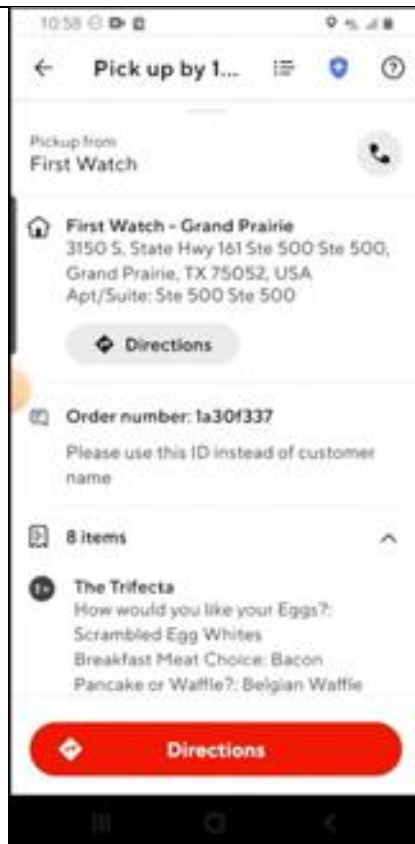 10:58
Pick up by 1...
Pickup from
First Watch
First Watch - Grand Prairie
3150 S, State Hwy 161 Ste 500 Ste 500,
Grand Prairie, TX 75052, USA
Apt/Suite: Ste 500 Ste 500
Directions
Order number: 1a30f337
Please use this ID instead of customer
name
8 items
1×
The Trifecta
How would you like your Eggs?:
Scrambled Egg Whites
Breakfast Meat Choice: Bacon
Pancake or Waffle?: Belgian Waffle
Directions